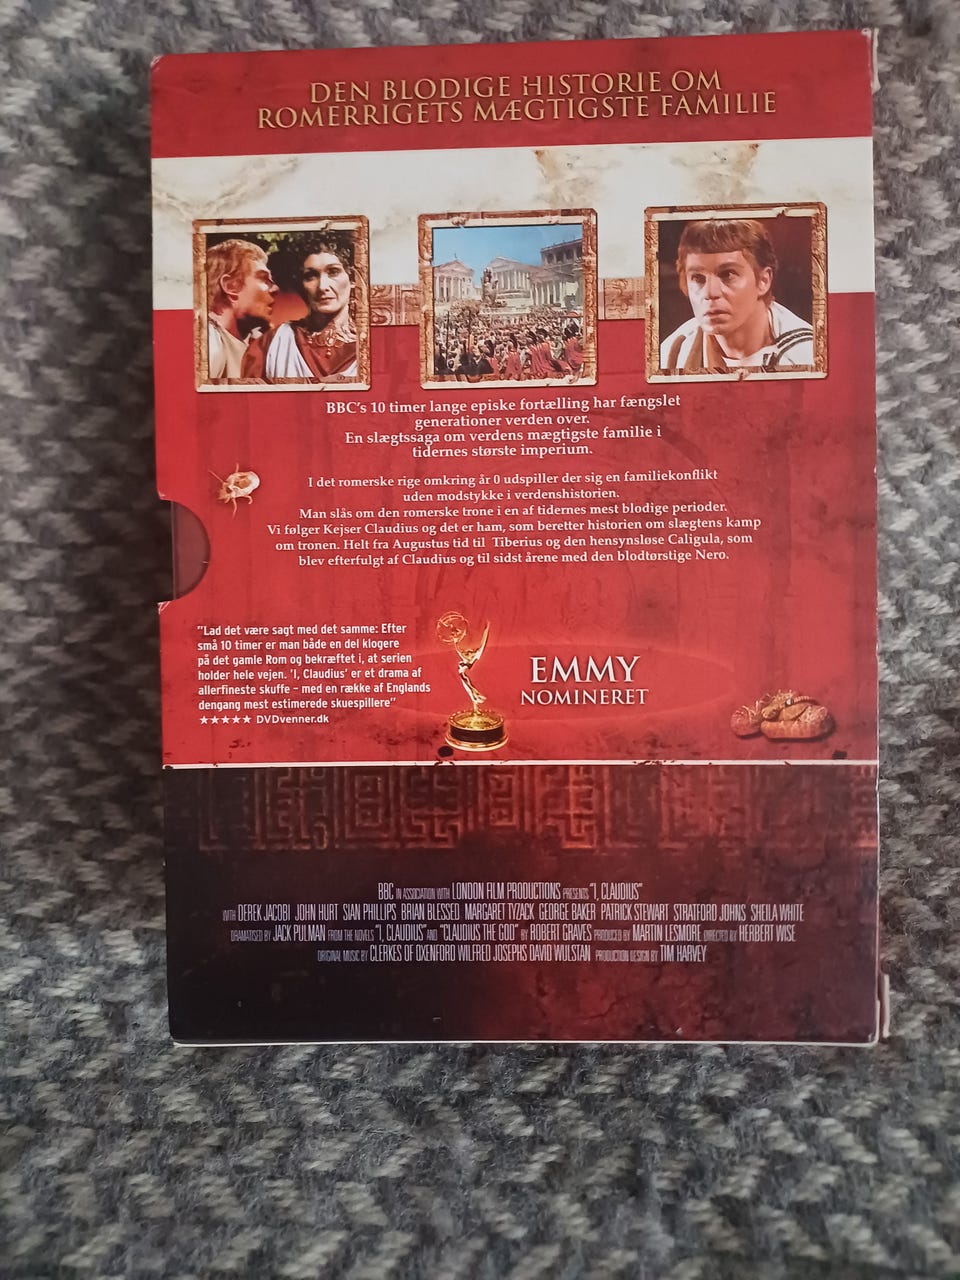 DEN BLODIGE HISTORIE OM
ROMERRIGETS MÆGTIGSTE FAMILIE
BBC's 10 timer lange episke fortælling har fængslet
generationer verden over.
En slægtssaga om verdens mægtigste familie i
tidernes største imperium.
I det romerske rige omkring år 0 udspiller der sig en familiekonflikt
uden modstykke i verdenshistorien.
Man slås om den romerske trone i en af tidernes mest blodige perioder.
Vi følger Kejser Claudius og det er ham, som beretter historien om slægtens kamp
om tronen. Helt fra Augustus tid til Tiberius og den hensynsløse Caligula, som
blev efterfulgt af Claudius og til sidst årene med den blodtørstige Nero.
"Lad det være sagt med det samme: Efter
små 10 timer er man både en del klogere
på det gamle Rom og bekræftet i, at serien
holder hele vejen. 'I, Claudius' er et drama af
allerfineste skuffe – med en række af Englands
dengang mest estimerede skuespillere"
★★★★★ DVDvenner.dk
EMMY
NOMINERET
BBC IN ASSOCIATION WITH LONDON FILM PRODUCTIONS PRESENTS "I, CLAUDIUS"
WITH DEREK JACOBI JOHN HURT SIAN PHILLIPS BRIAN BLESSED MARGARET TYZACK GEORGE BAKER PATRICK STEWART STRATFORD JOHNS SHEILA WHITE
DRAMATISED BY JACK PULMAN FROM THE NOVELS "I, CLAUDIUS" AND "CLAUDIUS THE GOD" BY ROBERT GRAVES PRODUCED BY MARTIN LESMORE DIRECTED BY HERBERT WISE
ORIGINAL MUSIC BY CLERKES OF OXENFORD WILFRED JOSEPHS DAVID WULSTAN PRODUCTION DESIGN BY TIM HARVEY